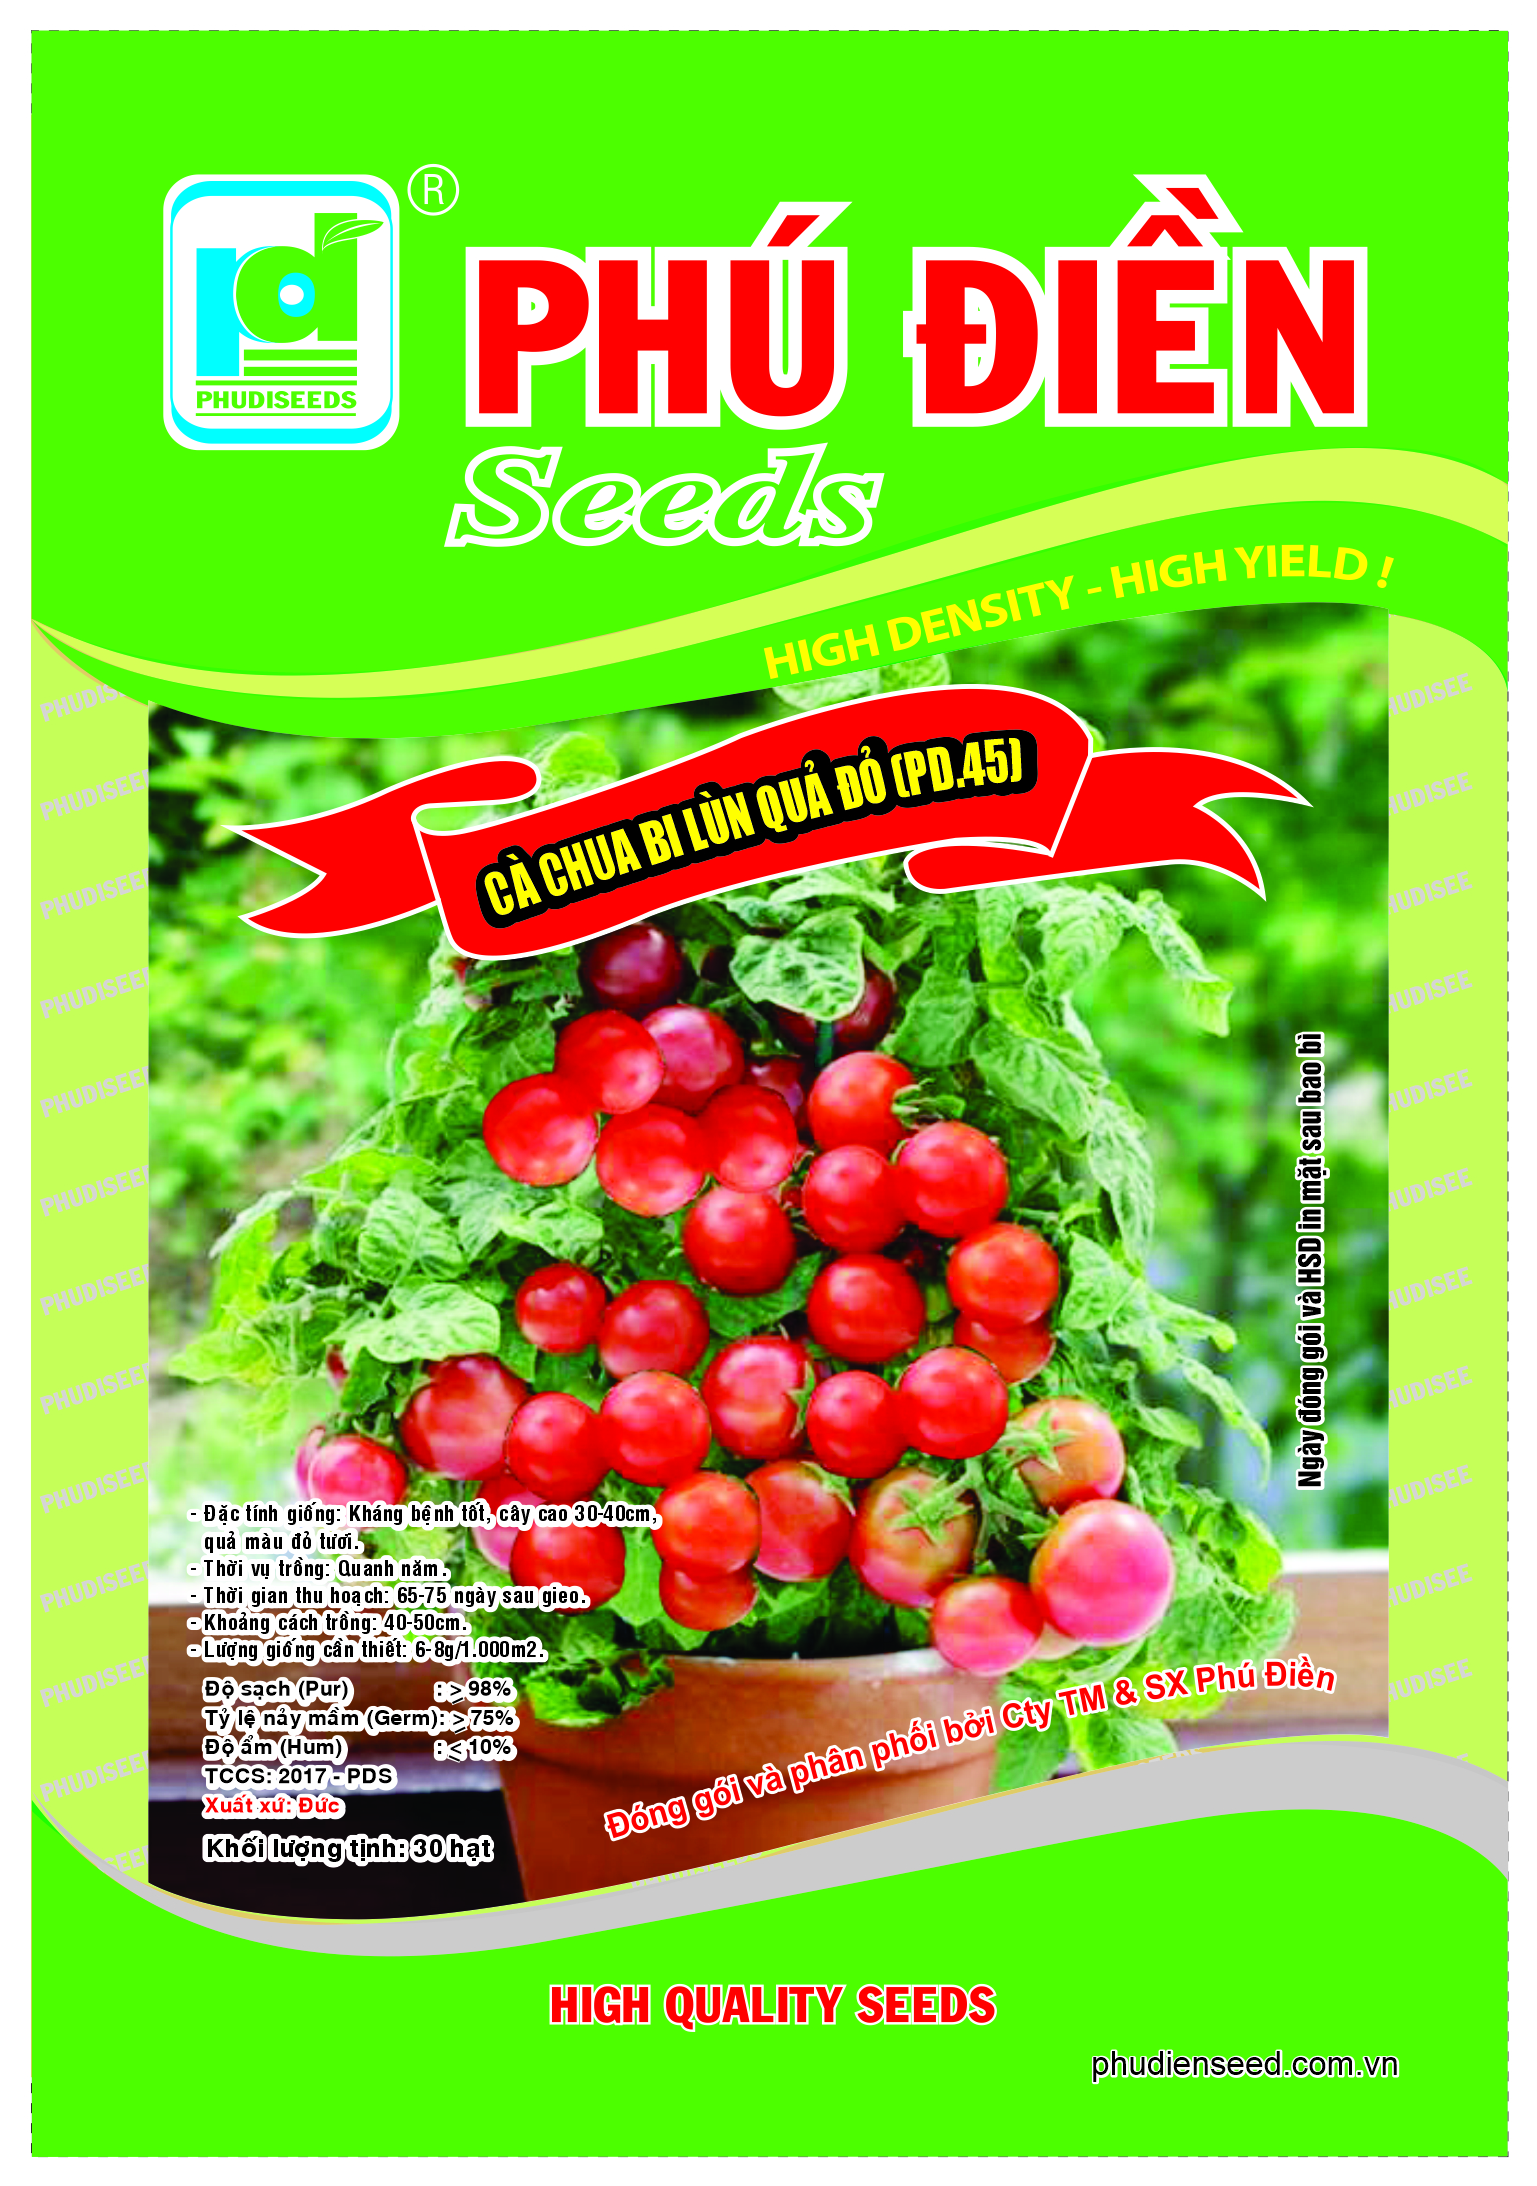 ®
PHUDISEEDS
PHÚ ĐIỀN
Seeds
HIGH DENSITY - HIGH YIELD !
CÀ CHUA BI LÙN QUẢ ĐỎ (PD.45)
Ngày đóng gói và HSD in mặt sau bao bì
- Đặc tính giống: Kháng bệnh tốt, cây cao 30-40cm,
quả màu đỏ tươi.
- Thời vụ trồng: Quanh năm.
- Thời gian thu hoạch: 65-75 ngày sau gieo.
- Khoảng cách trồng: 40-50cm.
- Lượng giống cần thiết: 6-8g/1.000m2.
Độ sạch (Pur) : ≥ 98%
Tỷ lệ nảy mầm (Germ): ≥ 75%
Độ ẩm (Hum) : ≤ 10%
TCCS: 2017 - PDS
Xuất xứ: Đức
Khối lượng tịnh: 30 hạt
Đóng gói và phân phối bởi Cty TM & SX Phú Điền
HIGH QUALITY SEEDS
phudienseed.com.vn